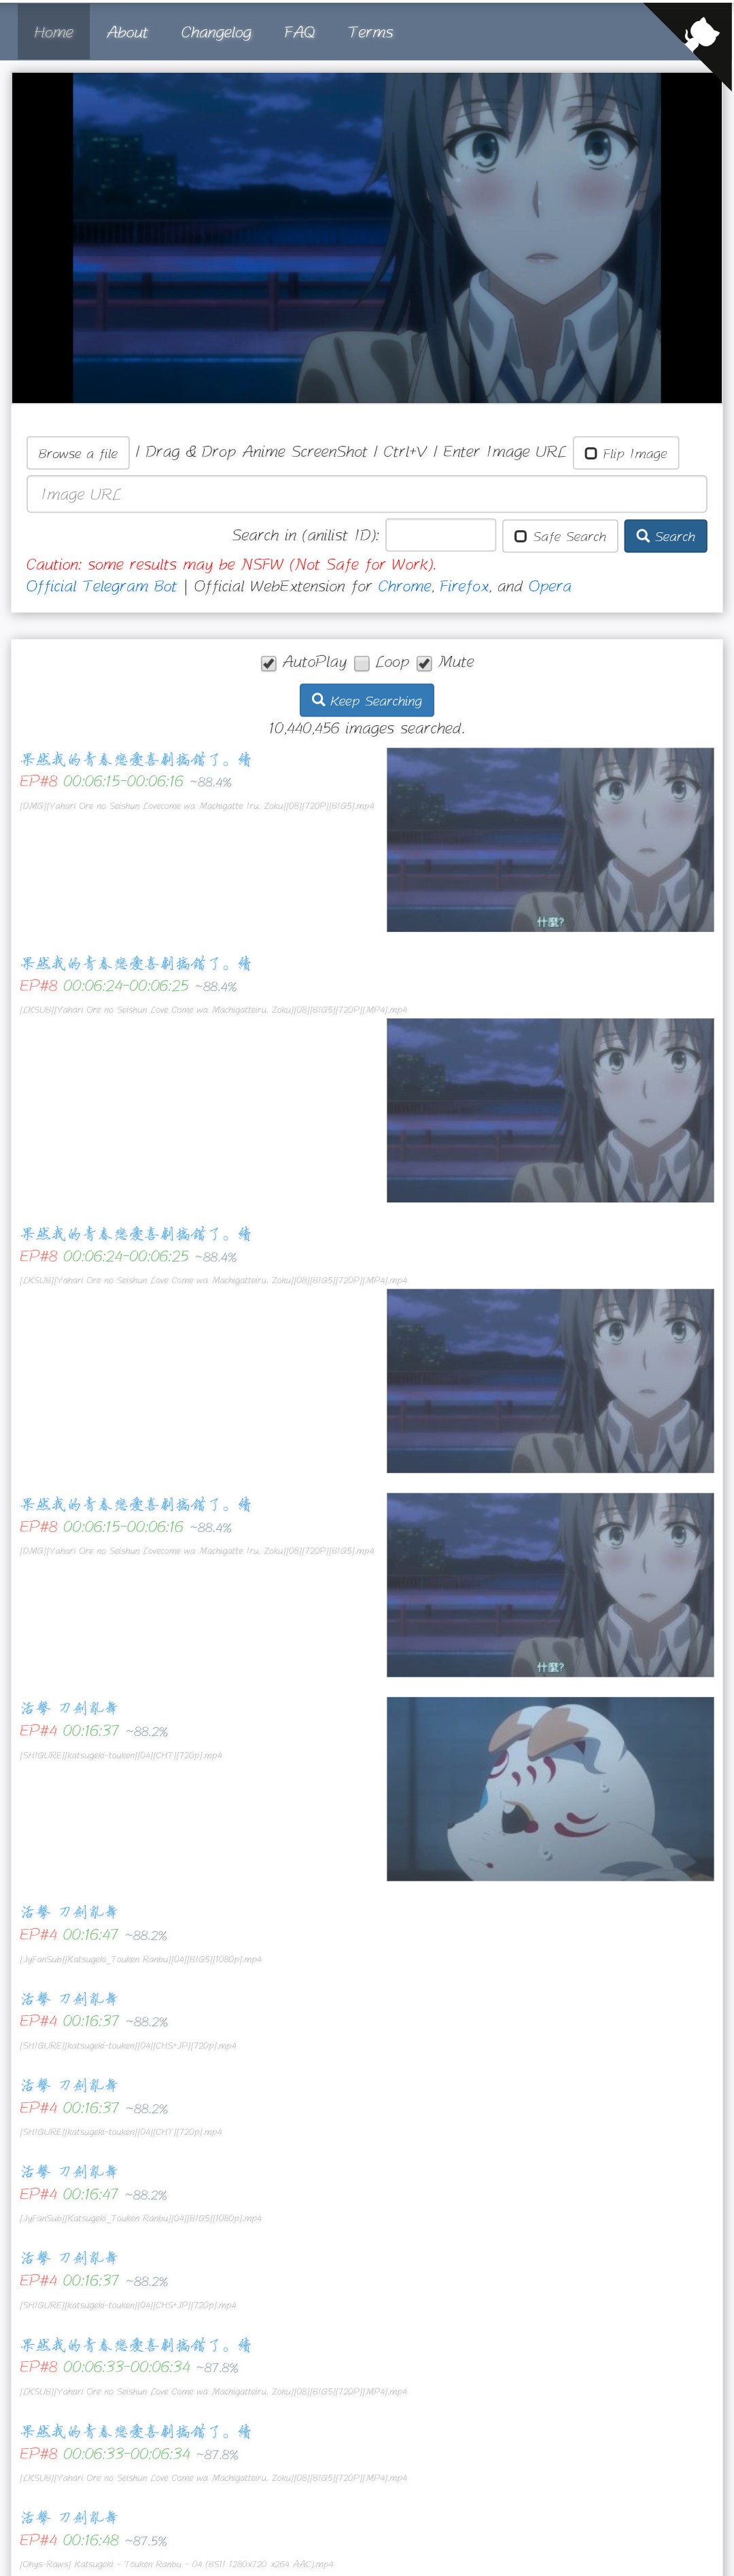 Home About Changelog FAQ Terms
Browse a file | Drag & Drop Anime ScreenShot | Ctrl+V | Enter Image URL Flip Image
Image URL
Search in (anilist ID): Safe Search Search
Caution: some results may be NSFW (Not Safe for Work).
Official Telegram Bot | Official WebExtension for Chrome, Firefox, and Opera
AutoPlay Loop Mute
Keep Searching
10,440,456 images searched.
果然我的青春戀愛喜劇搞錯了。續
EP#8 00:06:15-00:06:16 ~88.4%
[DMG][Yahari Ore no Seishun Lovecome wa Machigatte Iru. Zoku][08][720P][BIG5].mp4
什麼?
果然我的青春戀愛喜劇搞錯了。續
EP#8 00:06:24-00:06:25 ~88.4%
[LKSUB][Yahari Ore no Seishun Love Come wa Machigatteiru. Zoku][08][BIG5][720P][MP4].mp4
果然我的青春戀愛喜劇搞錯了。續
EP#8 00:06:24-00:06:25 ~88.4%
[LKSUB][Yahari Ore no Seishun Love Come wa Machigatteiru. Zoku][08][BIG5][720P][MP4].mp4
果然我的青春戀愛喜劇搞錯了。續
EP#8 00:06:15-00:06:16 ~88.4%
[DMG][Yahari Ore no Seishun Lovecome wa Machigatte Iru. Zoku][08][720P][BIG5].mp4
什麼?
活擊 刀劍亂舞
EP#4 00:16:37 ~88.2%
[SHIGURE][katsugeki-touken][04][CHT][720p].mp4
活擊 刀劍亂舞
EP#4 00:16:47 ~88.2%
[JyFanSub][Katsugeki_Touken Ranbu][04][BIG5][1080p].mp4
活擊 刀劍亂舞
EP#4 00:16:37 ~88.2%
[SHIGURE][katsugeki-touken][04][CHS+JP][720p].mp4
活擊 刀劍亂舞
EP#4 00:16:37 ~88.2%
[SHIGURE][katsugeki-touken][04][CHT][720p].mp4
活擊 刀劍亂舞
EP#4 00:16:47 ~88.2%
[JyFanSub][Katsugeki_Touken Ranbu][04][BIG5][1080p].mp4
活擊 刀劍亂舞
EP#4 00:16:37 ~88.2%
[SHIGURE][katsugeki-touken][04][CHS+JP][720p].mp4
果然我的青春戀愛喜劇搞錯了。續
EP#8 00:06:33-00:06:34 ~87.8%
[LKSUB][Yahari Ore no Seishun Love Come wa Machigatteiru. Zoku][08][BIG5][720P][MP4].mp4
果然我的青春戀愛喜劇搞錯了。續
EP#8 00:06:33-00:06:34 ~87.8%
[LKSUB][Yahari Ore no Seishun Love Come wa Machigatteiru. Zoku][08][BIG5][720P][MP4].mp4
活擊 刀劍亂舞
EP#4 00:16:48 ~87.5%
[Ohys-Raws] Katsugeki - Touken Ranbu - 04 (BS11 1280x720 x264 AAC).mp4